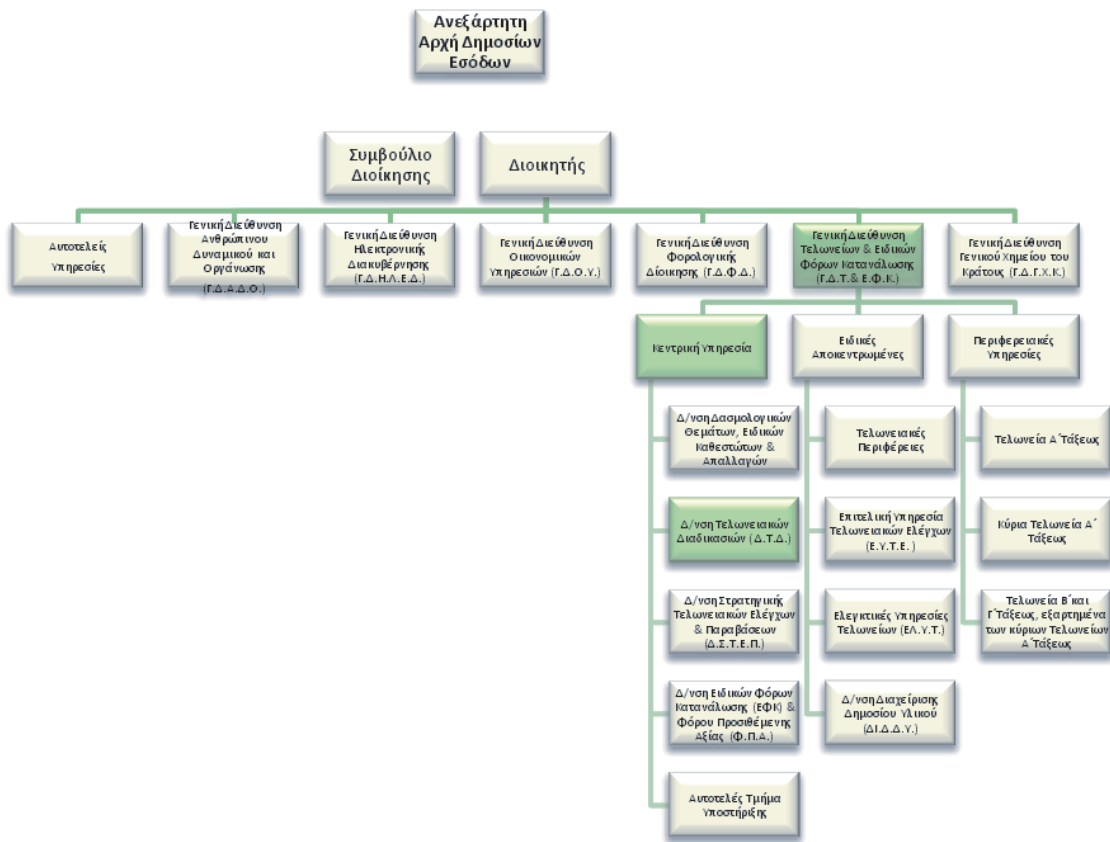 Ανεξάρτητη
Αρχή Δημοσίων
Εσόδων
Συμβούλιο
Διοίκησης
Διοικητής
Αυτοτελείς
Υπηρεσίες
Γενική Διεύθυνση
Ανθρώπινου
Δυναμικού και
Οργάνωσης
(Γ.Δ.Α.Δ.Ο.)
Γενική Διεύθυνση
Ηλεκτρονικής
Διακυβέρνησης
(Γ.Δ.Η.Λ.Ε.Δ.)
Γενική Διεύθυνση
Οικονομικών
Υπηρεσιών (Γ.Δ.Ο.Υ.)
Γενική Διεύθυνση
Φορολογικής
Δίοικησης (Γ.Δ.Φ.Δ.)
Γενική Διεύθυνση
Τελωνείων & Ειδικών
Φόρων Κατανάλωσης
(Γ.Δ.Τ.& Ε.Φ.Κ.)
Γενική Διεύθυνση
Γενικού Χημείου του
Κράτους (Γ.Δ.Γ.Χ.Κ.)
Κεντρική Υπηρεσία
Ειδικές
Αποκεντρωμένες
Περιφερειακές
Υπηρεσίες
Δ/νση Δασμολογικών
Θεμάτων, Ειδικών
Καθεστώτων &
Απαλλαγών
Τελωνειακές
Περιφέρειες
Τελωνεία Α΄Τάξεως
Δ/νση Τελωνειακών
Διαδικασιών (Δ.Τ.Δ.)
Επιτελική Υπηρεσία
Τελωνειακών Ελέγχων
(Ε.Υ.Τ.Ε.)
Κύρια Τελωνεία Α΄
Τάξεως
Δ/νση Στρατηγικής
Τελωνειακών Ελέγχων
& Παραβάσεων
(Δ.Σ.Τ.Ε.Π.)
Ελεγκτικές Υπηρεσίες
Τελωνείων (ΕΛ.Υ.Τ.)
Τελωνεία Β΄και
Γ΄Τάξεως, εξαρτημένα
των κύριων Τελωνείων
Α΄Τάξεως
Δ/νση Ειδικών Φόρων
Κατανάλωσης (ΕΦΚ) &
Φόρου Προσιθέμενης
Αξίας (Φ.Π.Α.)
Δ/νση Διαχείρισης
Δημοσίου Υλικού
(ΔΙ.Δ.Δ.Υ.)
Αυτοτελές Τμήμα
Υποστήριξης